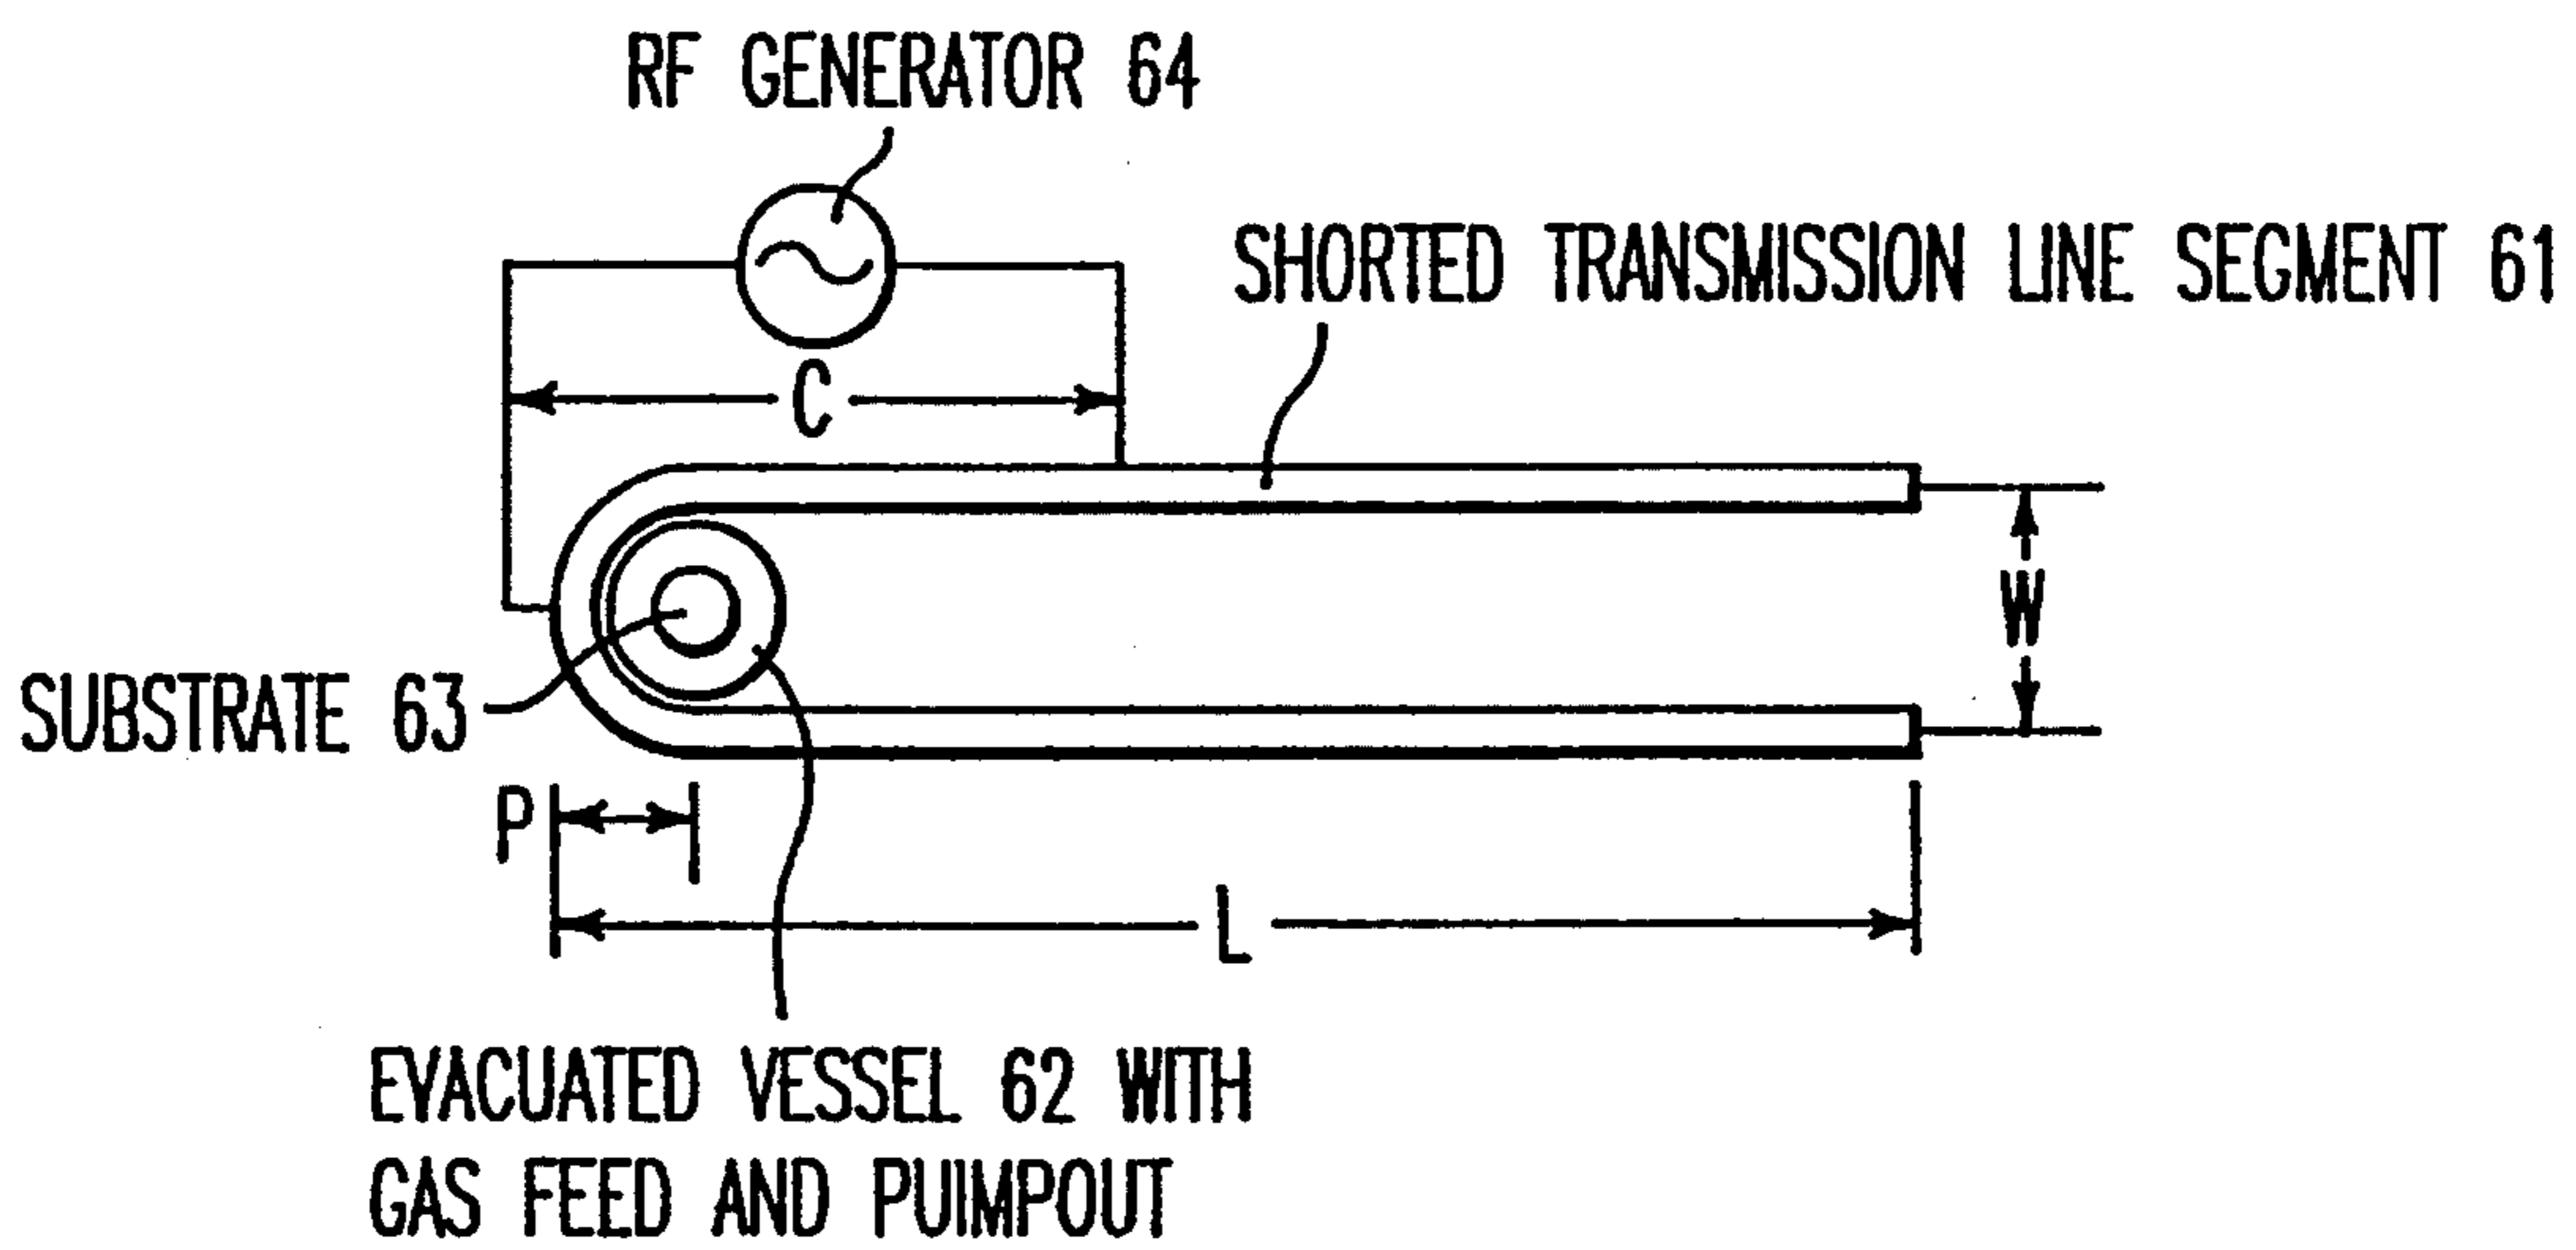 RF GENERATOR 64
SHORTED TRANSMISSION LINE SEGMENT 61
C
W
SUBSTRATE 63
P
L
EVACUATED VESSEL 62 WITH
GAS FEED AND PUIMPOUT